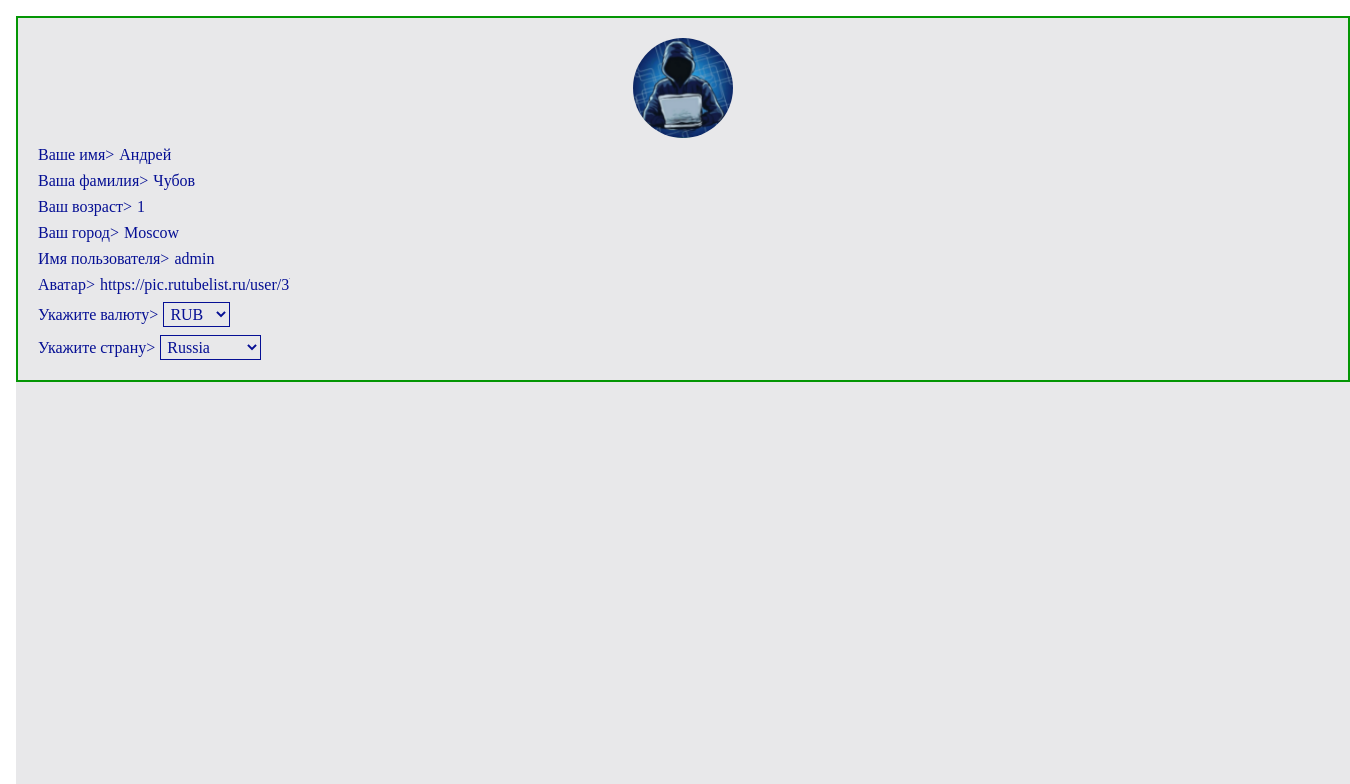 Ваше имя> Андрей
Ваша фамилия> Чубов
Ваш возраст> 1
Ваш город> Moscow
Имя пользователя> admin
Аватар> https://pic.rutubelist.ru/user/3
Укажите валюту> RUB
Укажите страну> Russia